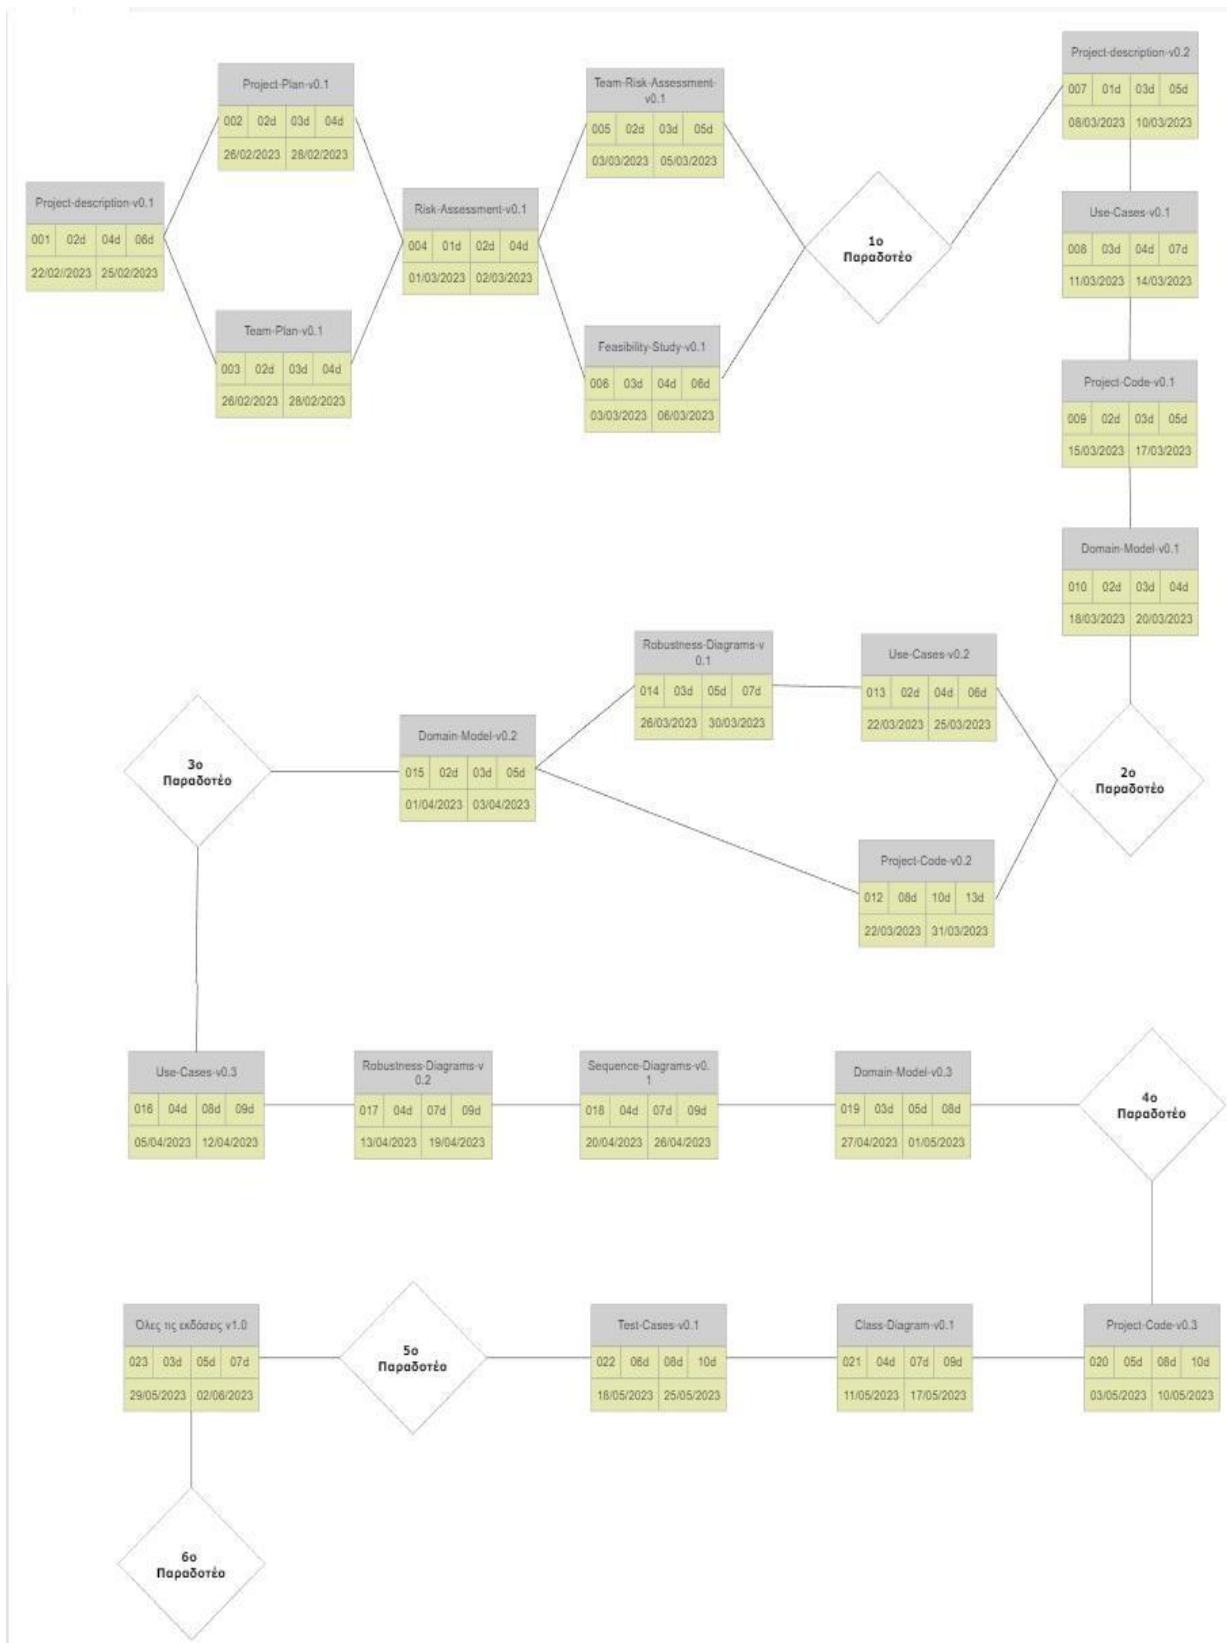 Project-Plan-v0.1
002 02d 03d 04d
26/02/2023 28/02/2023
Team-Risk-Assessment-
v0.1
005 02d 03d 05d
03/03/2023 05/03/2023
Project-description-v0.2
007 01d 03d 05d
08/03/2023 10/03/2023
Project-description-v0.1
001 02d 04d 06d
22/02//2023 25/02/2023
Risk-Assessment-v0.1
004 01d 02d 04d
01/03/2023 02/03/2023
1ο
Παραδοτέο
Use-Cases-v0.1
008 03d 04d 07d
11/03/2023 14/03/2023
Team-Plan-v0.1
003 02d 03d 04d
26/02/2023 28/02/2023
Feasibility-Study-v0.1
006 03d 04d 06d
03/03/2023 06/03/2023
Project-Code-v0.1
009 02d 03d 05d
15/03/2023 17/03/2023
Domain-Model-v0.1
010 02d 03d 04d
18/03/2023 20/03/2023
Robustness-Diagrams-v
0.1
014 03d 05d 07d
26/03/2023 30/03/2023
Use-Cases-v0.2
013 02d 04d 06d
22/03/2023 25/03/2023
3ο
Παραδοτέο
Domain-Model-v0.2
015 02d 03d 05d
01/04/2023 03/04/2023
2ο
Παραδοτέο
Project-Code-v0.2
012 08d 10d 13d
22/03/2023 31/03/2023
Use-Cases-v0.3
016 04d 08d 09d
05/04/2023 12/04/2023
Robustness-Diagrams-v
0.2
017 04d 07d 09d
13/04/2023 19/04/2023
Sequence-Diagrams-v0.
1
018 04d 07d 09d
20/04/2023 26/04/2023
Domain-Model-v0.3
019 03d 05d 08d
27/04/2023 01/05/2023
4ο
Παραδοτέο
Όλες τις εκδόσεις v1.0
023 03d 05d 07d
29/05/2023 02/06/2023
5ο
Παραδοτέο
Test-Cases-v0.1
022 06d 08d 10d
18/05/2023 25/05/2023
Class-Diagram-v0.1
021 04d 07d 09d
11/05/2023 17/05/2023
Project-Code-v0.3
020 05d 08d 10d
03/05/2023 10/05/2023
6ο
Παραδοτέο